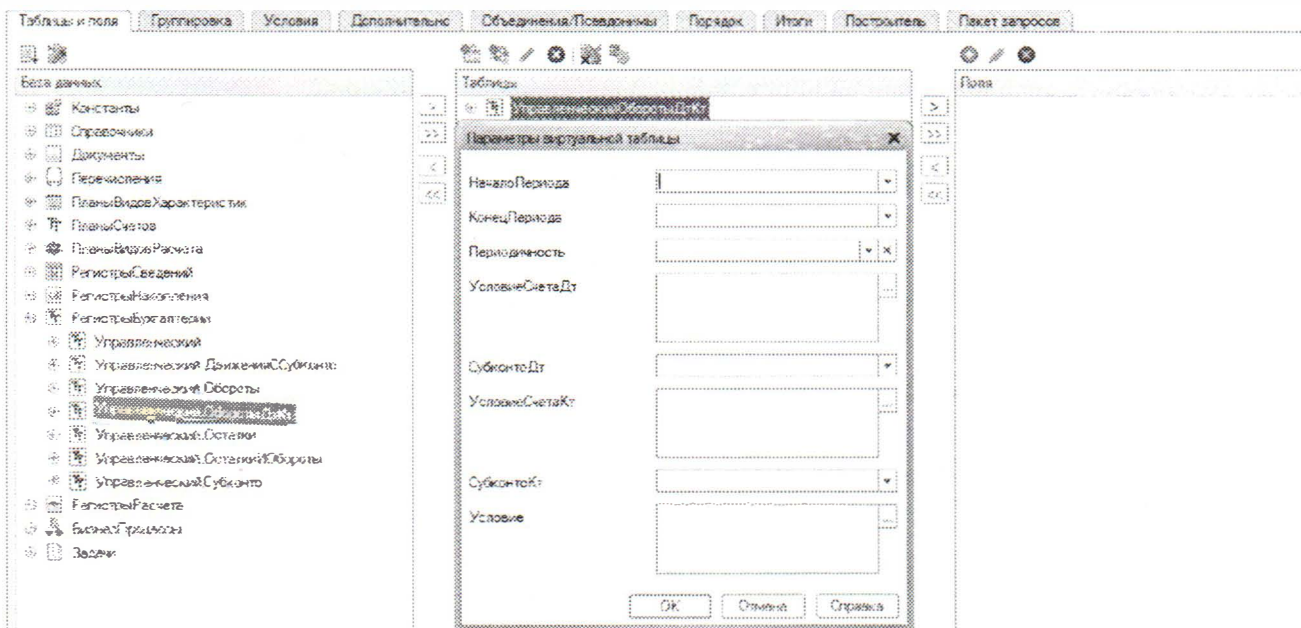 Таблицы и поля Группировка Условия Дополнительно Объединения/Псевдонимы Порядок Итоги Построитель Пакет запросов
База данных
Константы
Справочники
Документы
Перечисления
ПланыВидовХарактеристик
ПланыСчетов
ПланыВидовРасчета
РегистрыСведений
РегистрыНакопления
РегистрыБухгалтерии
Управленческий
Управленческий.ДвиженияССубконто
Управленческий.Обороты
Управленческий.ОборотыДтКт
Управленческий.Остатки
Управленческий.ОстаткиИОбороты
Управленческий.Субконто
РегистрыРасчета
БизнесПроцессы
Задачи
Таблицы
УправленческийОборотыДтКт
Параметры виртуальной таблицы
НачалоПериода
КонецПериода
Периодичность
УсловиеСчетаДт
СубконтоДт
УсловиеСчетаКт
СубконтоКт
Условие
ОК Отмена Справка
Поля
> >
>> >>
< <
<< <<